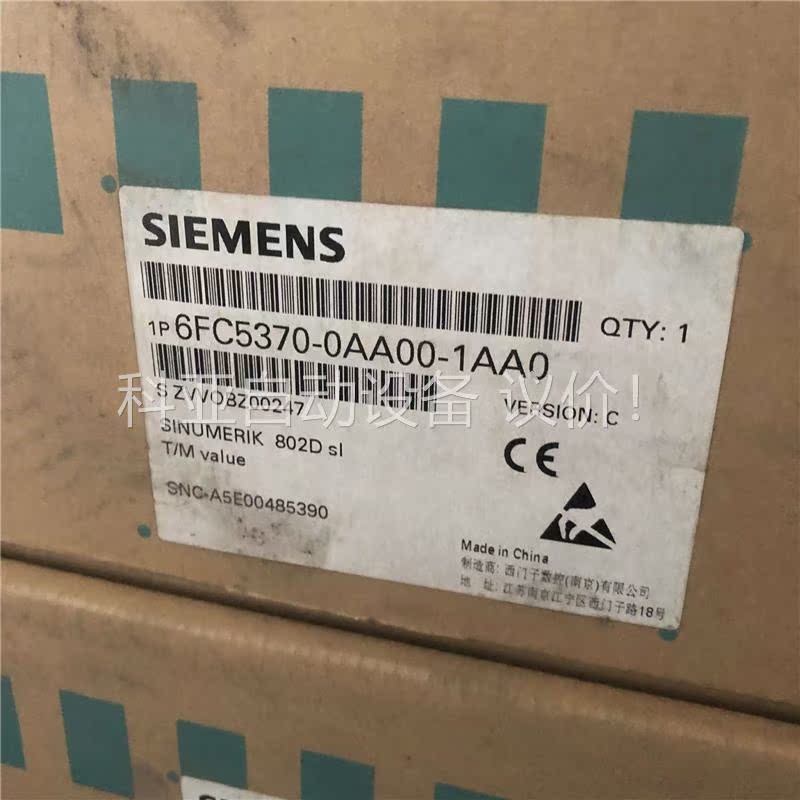 SIEMENS
QTY: 1
1P 6FC5370-0AA00-1AA0
科亚自动设备 议价！
S ZVVOBZ00247
VERSION: C
SINUMERIK 802D sl
T/M value
SNC-A5E00485390
Made in China
制造商: 西门子数控(南京)有限公司
地 址: 江苏南京江宁区西门子路18号